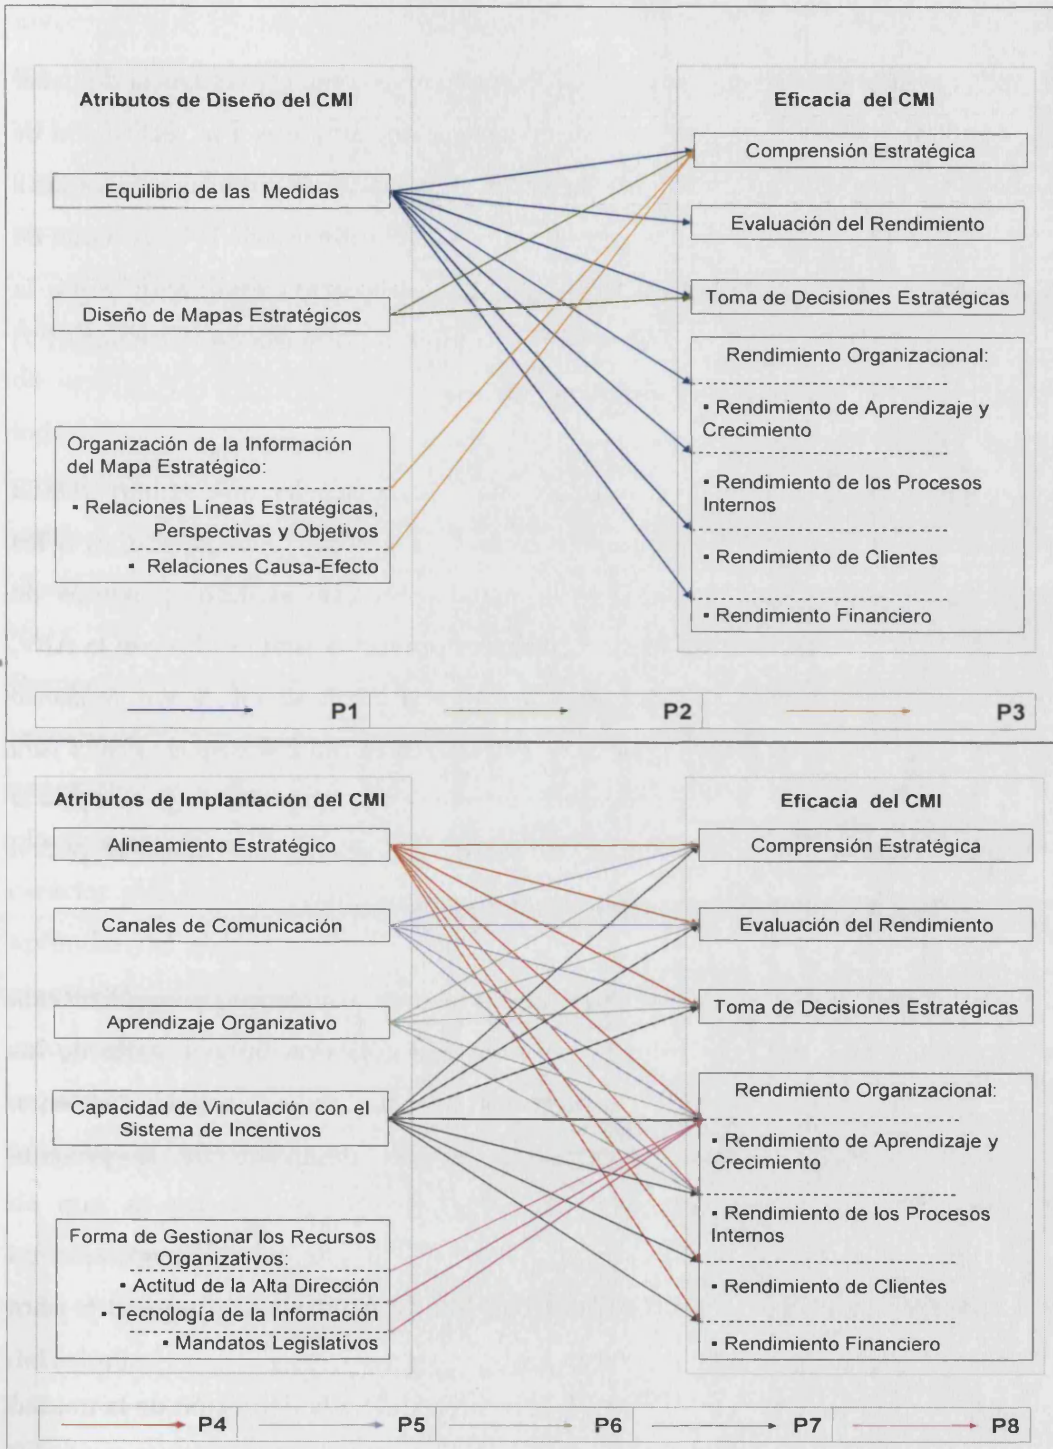 Atributos de Diseño del CMI
Equilibrio de las Medidas
Diseño de Mapas Estratégicos
Organización de la Información
del Mapa Estratégico:
▪ Relaciones Líneas Estratégicas,
Perspectivas y Objetivos
▪ Relaciones Causa-Efecto
Eficacia del CMI
Comprensión Estratégica
Evaluación del Rendimiento
Toma de Decisiones Estratégicas
Rendimiento Organizacional:
▪ Rendimiento de Aprendizaje y
Crecimiento
▪ Rendimiento de los Procesos
Internos
▪ Rendimiento de Clientes
▪ Rendimiento Financiero
P1
P2
P3
Atributos de Implantación del CMI
Alineamiento Estratégico
Canales de Comunicación
Aprendizaje Organizativo
Capacidad de Vinculación con el
Sistema de Incentivos
Forma de Gestionar los Recursos
Organizativos:
▪ Actitud de la Alta Dirección
▪ Tecnología de la Información
▪ Mandatos Legislativos
Eficacia del CMI
Comprensión Estratégica
Evaluación del Rendimiento
Toma de Decisiones Estratégicas
Rendimiento Organizacional:
▪ Rendimiento de Aprendizaje y
Crecimiento
▪ Rendimiento de los Procesos
Internos
▪ Rendimiento de Clientes
▪ Rendimiento Financiero
P4
P5
P6
P7
P8